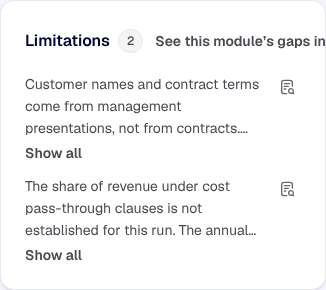 Limitations 2 See this module's gaps in
Customer names and contract terms
come from management
presentations, not from contracts....
Show all
The share of revenue under cost
pass-through clauses is not
established for this run. The annual...
Show all